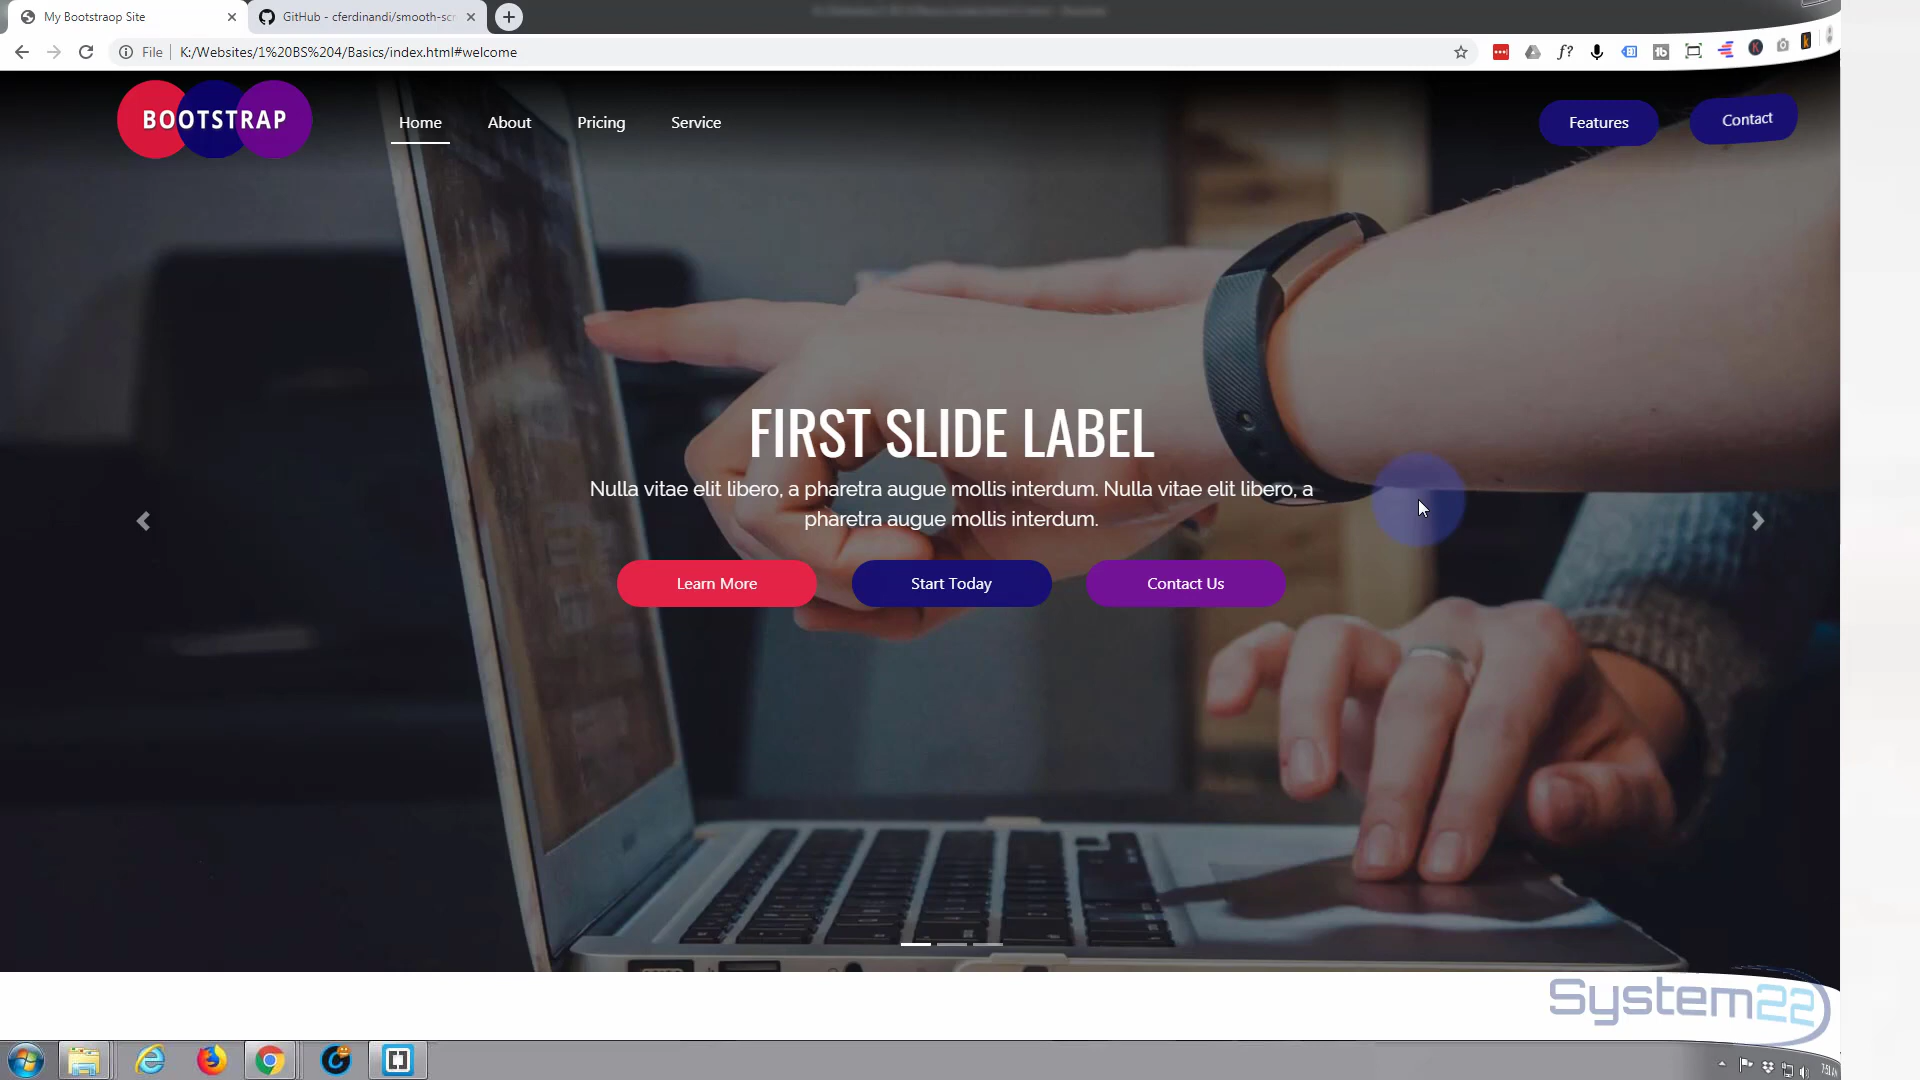 My Bootstraop Site
GitHub - cferdinandi/smooth-scr
File
K:/Websites/1%20BS%204/Basics/index.html#welcome
BOOTSTRAP
Home
About
Pricing
Service
Features
Contact
FIRST SLIDE LABEL
Nulla vitae elit libero, a pharetra augue mollis interdum. Nulla vitae elit libero, a
pharetra augue mollis interdum.
Learn More
Start Today
Contact Us
System22